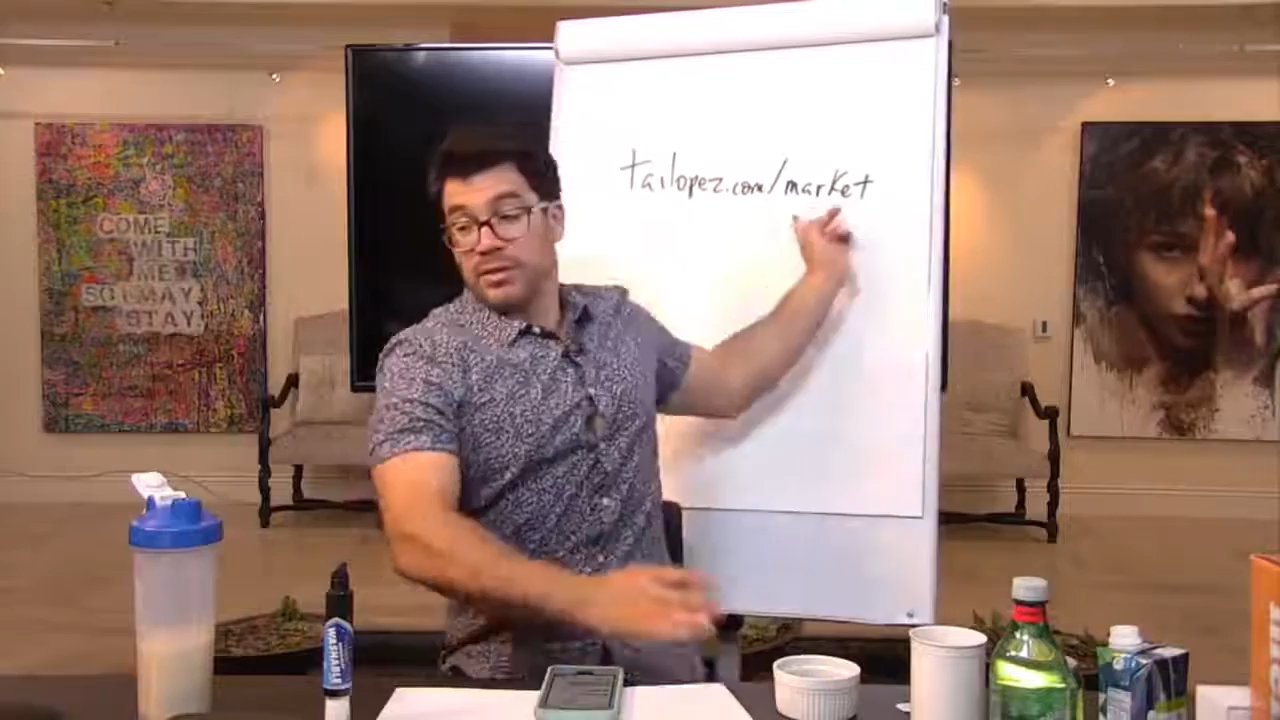 tailopez.com/market
COME
WITH
ME
SO I MAY
STAY.
WASHABLE